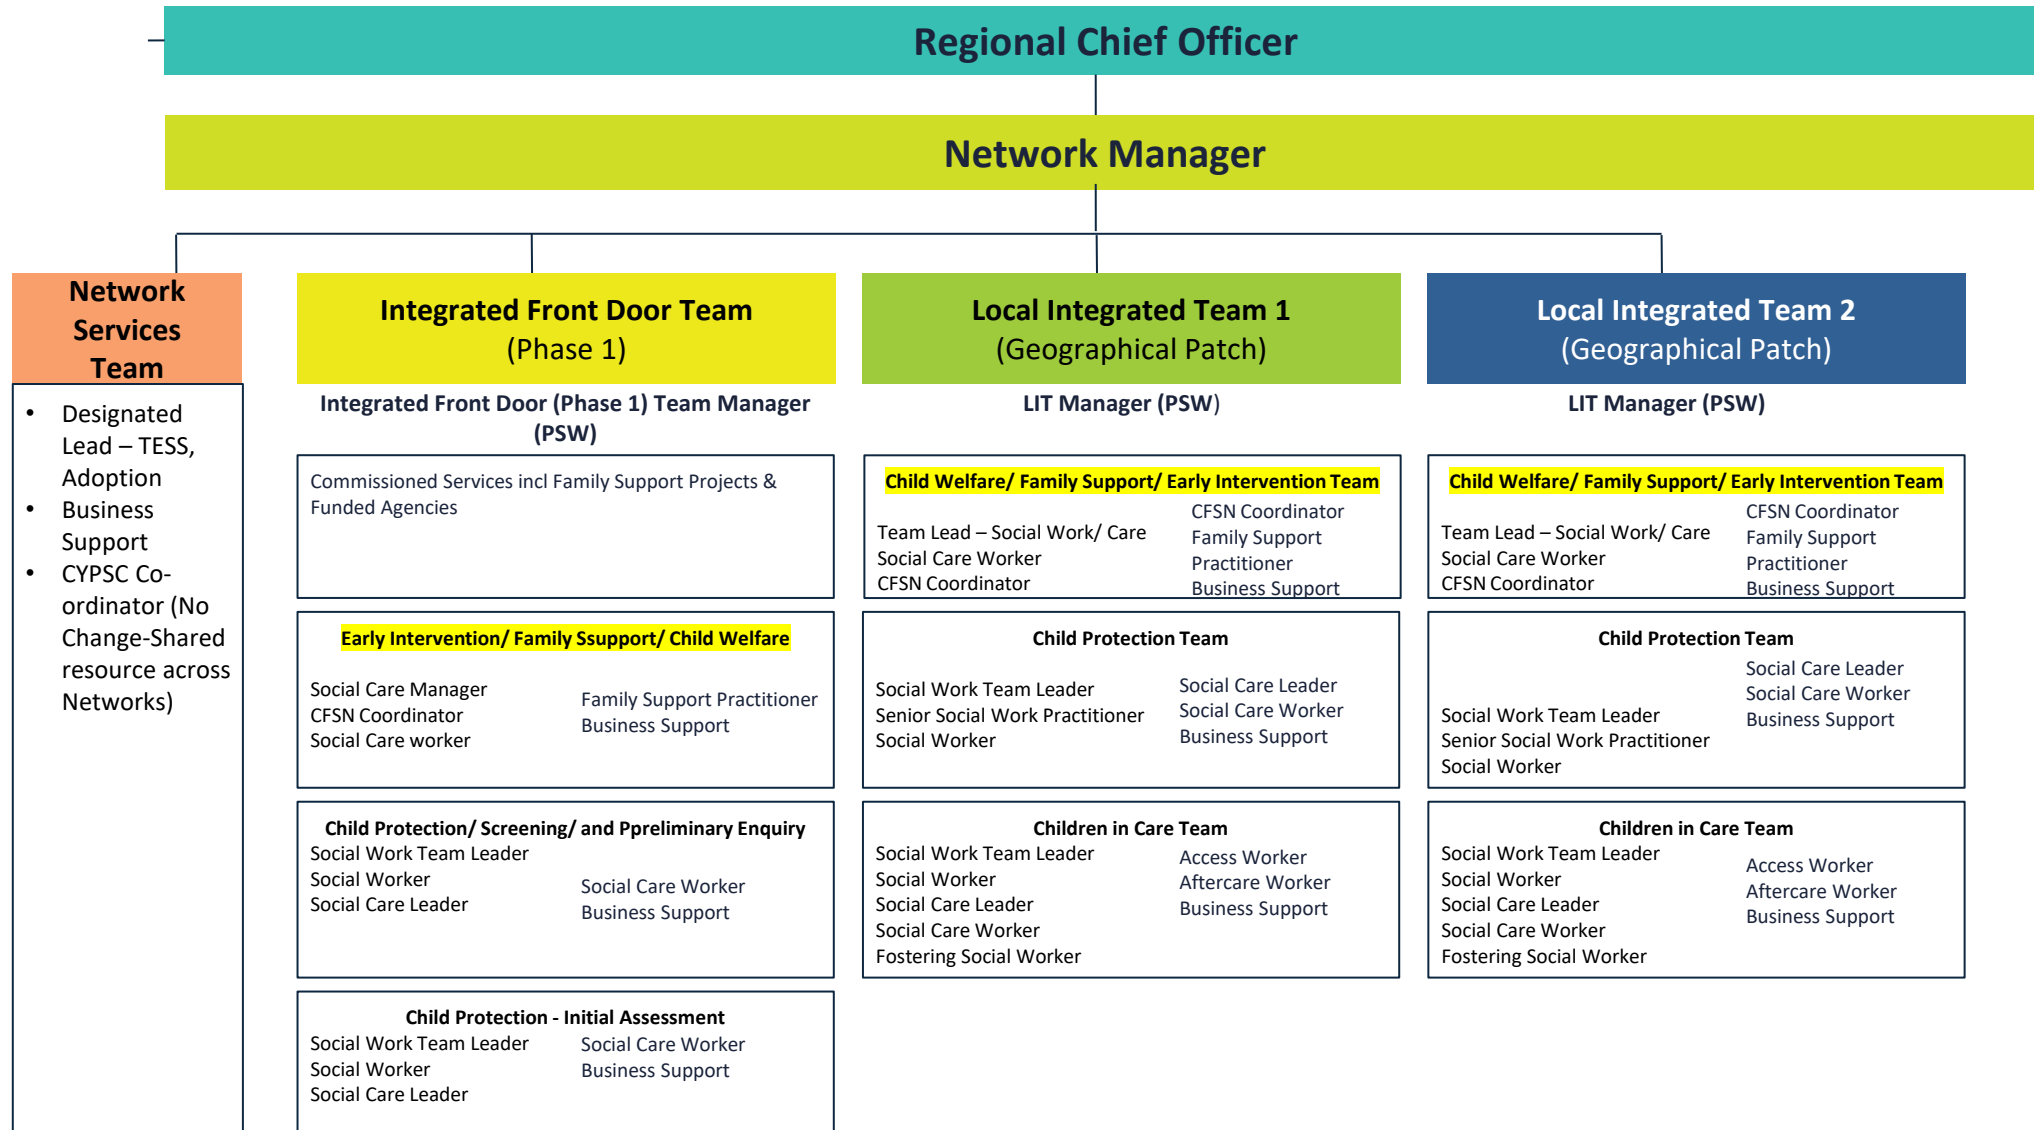 Regional Chief Officer
Network Manager
Network
Services
Team
• Designated
Lead – TESS,
Adoption
• Business
Support
• CYPSC Co-
ordinator (No
Change-Shared
resource across
Networks)
Integrated Front Door Team
(Phase 1)
Integrated Front Door (Phase 1) Team Manager
(PSW)
Commissioned Services incl Family Support Projects &
Funded Agencies
Early Intervention/ Family Ssupport/ Child Welfare
Social Care Manager
CFSN Coordinator
Social Care worker
Family Support Practitioner
Business Support
Child Protection/ Screening/ and Ppreliminary Enquiry
Social Work Team Leader
Social Worker
Social Care Leader
Social Care Worker
Business Support
Child Protection - Initial Assessment
Social Work Team Leader
Social Worker
Social Care Leader
Social Care Worker
Business Support
Local Integrated Team 1
(Geographical Patch)
LIT Manager (PSW)
Child Welfare/ Family Support/ Early Intervention Team
Team Lead – Social Work/ Care
Social Care Worker
CFSN Coordinator
CFSN Coordinator
Family Support
Practitioner
Business Support
Child Protection Team
Social Work Team Leader
Senior Social Work Practitioner
Social Worker
Social Care Leader
Social Care Worker
Business Support
Children in Care Team
Social Work Team Leader
Social Worker
Social Care Leader
Social Care Worker
Fostering Social Worker
Access Worker
Aftercare Worker
Business Support
Local Integrated Team 2
(Geographical Patch)
LIT Manager (PSW)
Child Welfare/ Family Support/ Early Intervention Team
Team Lead – Social Work/ Care
Social Care Worker
CFSN Coordinator
CFSN Coordinator
Family Support
Practitioner
Business Support
Child Protection Team
Social Work Team Leader
Senior Social Work Practitioner
Social Worker
Social Care Leader
Social Care Worker
Business Support
Children in Care Team
Social Work Team Leader
Social Worker
Social Care Leader
Social Care Worker
Fostering Social Worker
Access Worker
Aftercare Worker
Business Support